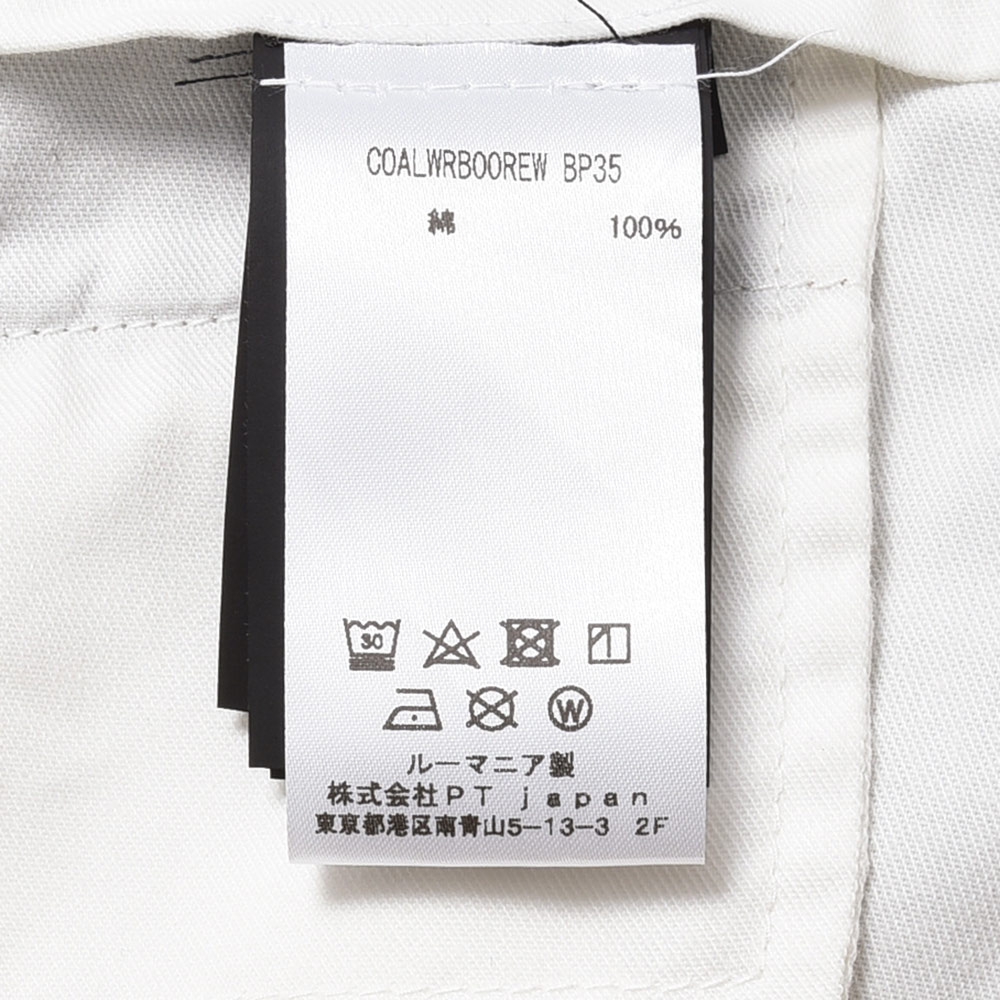 COALWRBOOREW BP35
綿 100%
30
W
ルーマニア製
株式会社PT japan
東京都港区南青山5-13-3 2F